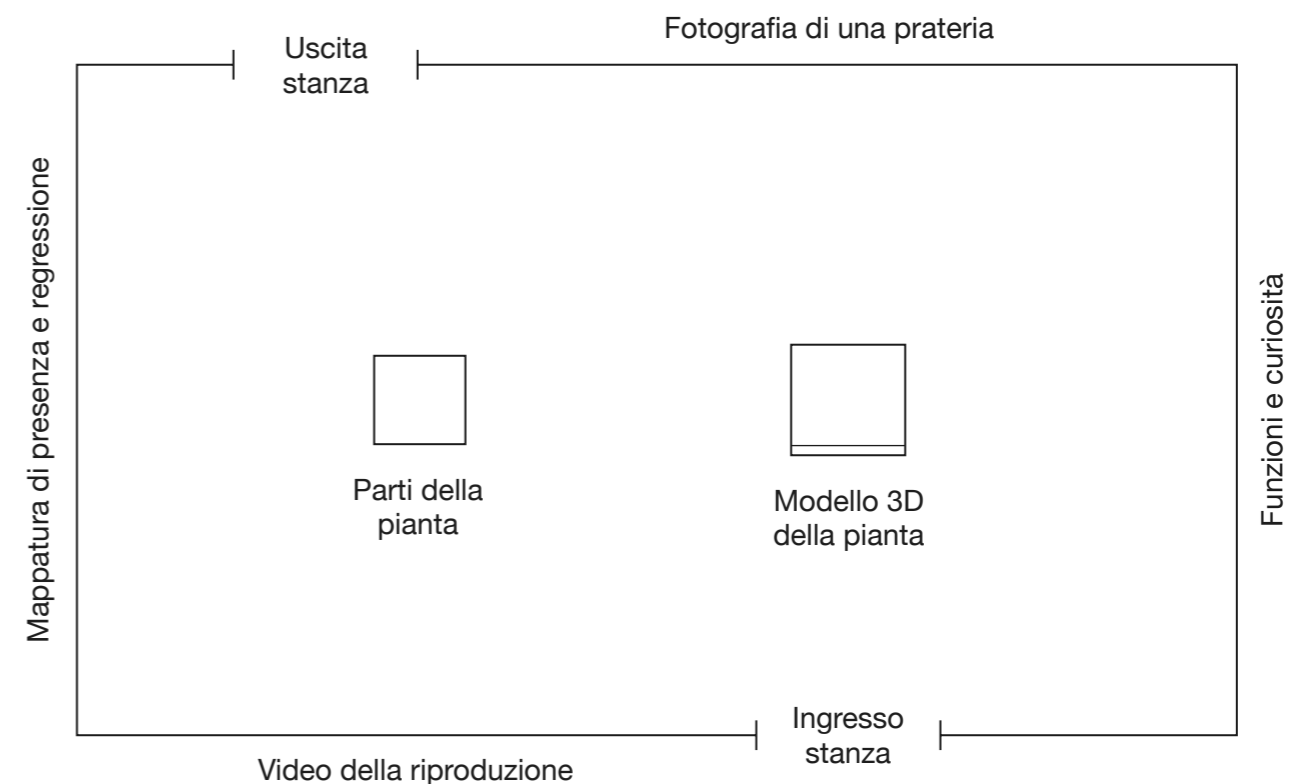 Fotografia di una prateria
Uscita
stanza
Mappatura di presenza e regressione
Funzioni e curiosità
Parti della
pianta
Modello 3D
della pianta
Ingresso
stanza
Video della riproduzione